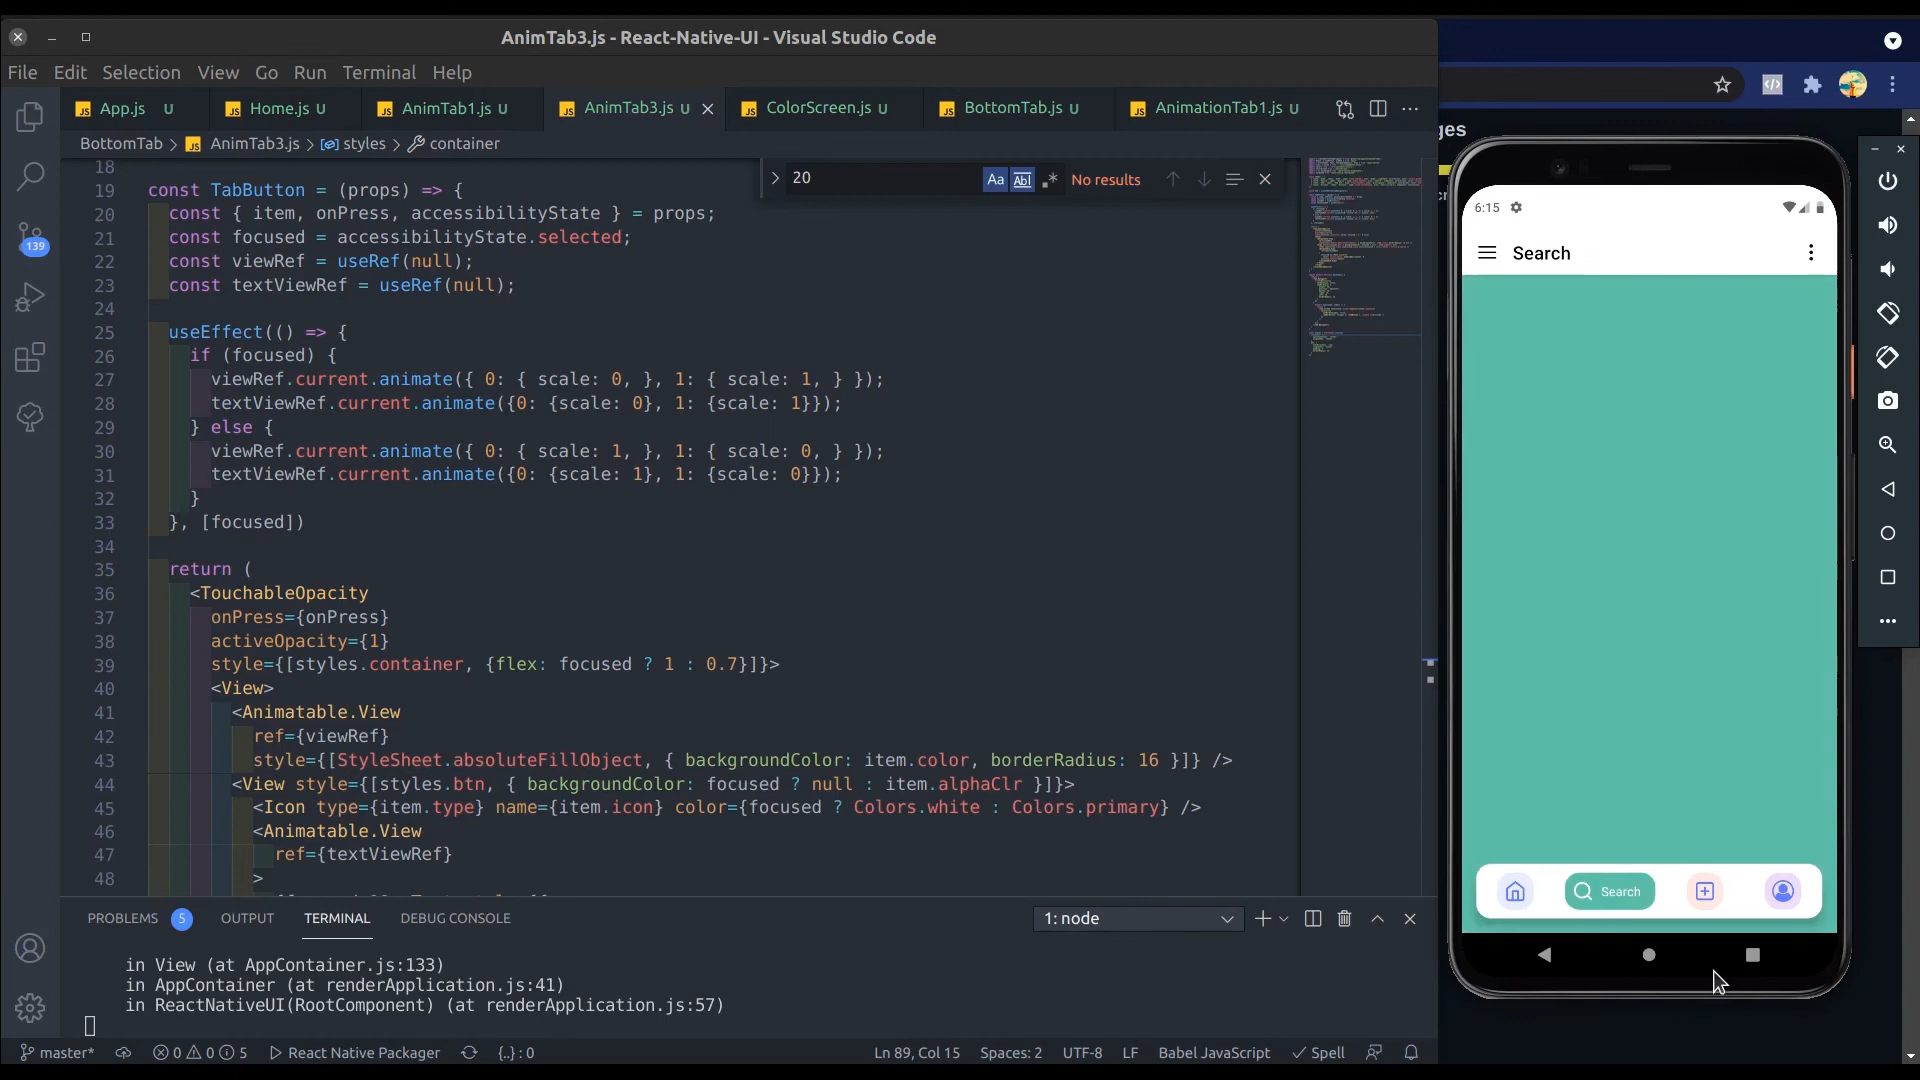 AnimTab3.js - React-Native-UI - Visual Studio Code
File Edit Selection View Go Run Terminal Help
JS App.js U JS Home.js U JS AnimTab1.js U JS AnimTab3.js U JS ColorScreen.js U JS BottomTab.js U JS AnimationTab1.js U
BottomTab > JS AnimTab3.js > styles > container
20 Aa Abl No results
18
19 const TabButton = (props) => {
20 const { item, onPress, accessibilityState } = props;
21 const focused = accessibilityState.selected;
22 const viewRef = useRef(null);
23 const textViewRef = useRef(null);
24
25 useEffect(() => {
26 if (focused) {
27 viewRef.current.animate({ 0: { scale: 0, }, 1: { scale: 1, } });
28 textViewRef.current.animate({0: {scale: 0}, 1: {scale: 1}});
29 } else {
30 viewRef.current.animate({ 0: { scale: 1, }, 1: { scale: 0, } });
31 textViewRef.current.animate({0: {scale: 1}, 1: {scale: 0}});
32 }
33 }, [focused])
34
35 return (
36 <TouchableOpacity
37 onPress={onPress}
38 activeOpacity={1}
39 style={[styles.container, {flex: focused ? 1 : 0.7}]}>
40 <View>
41 <Animatable.View
42 ref={viewRef}
43 style={[StyleSheet.absoluteFillObject, { backgroundColor: item.color, borderRadius: 16 }]} />
44 <View style={[styles.btn, { backgroundColor: focused ? null : item.alphaClr }]}>
45 <Icon type={item.type} name={item.icon} color={focused ? Colors.white : Colors.primary} />
46 <Animatable.View
47 ref={textViewRef}
48 >
139
PROBLEMS 5 OUTPUT TERMINAL DEBUG CONSOLE 1: node
in View (at AppContainer.js:133)
in AppContainer (at renderApplication.js:41)
in ReactNativeUI(RootComponent) (at renderApplication.js:57)
master* 0 0 5 React Native Packager {..} : 0 Ln 89, Col 15 Spaces: 2 UTF-8 LF Babel JavaScript Spell
ges
6:15
Search
Search